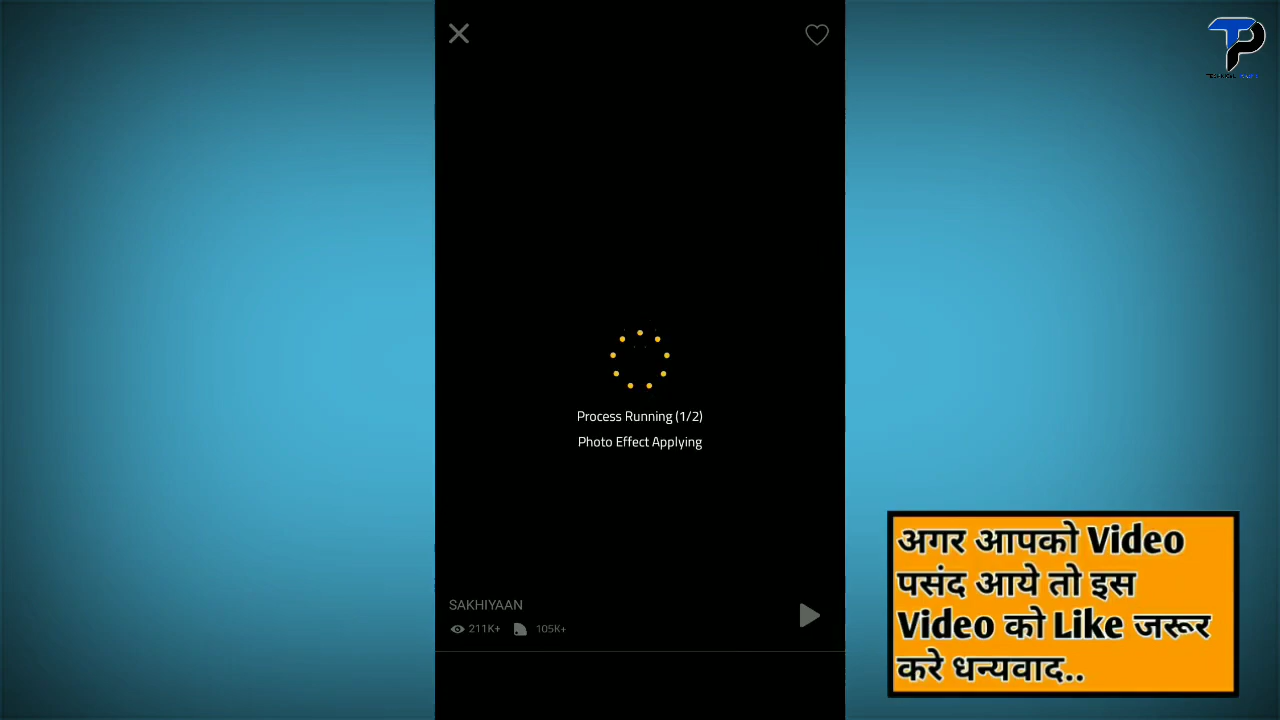 Process Running (1/2)
Photo Effect Applying
SAKHIYAAN
211K+ 105K+
अगर आपको Video
पसंद आये तो इस
Video को Like जरूर
करे धन्यवाद..